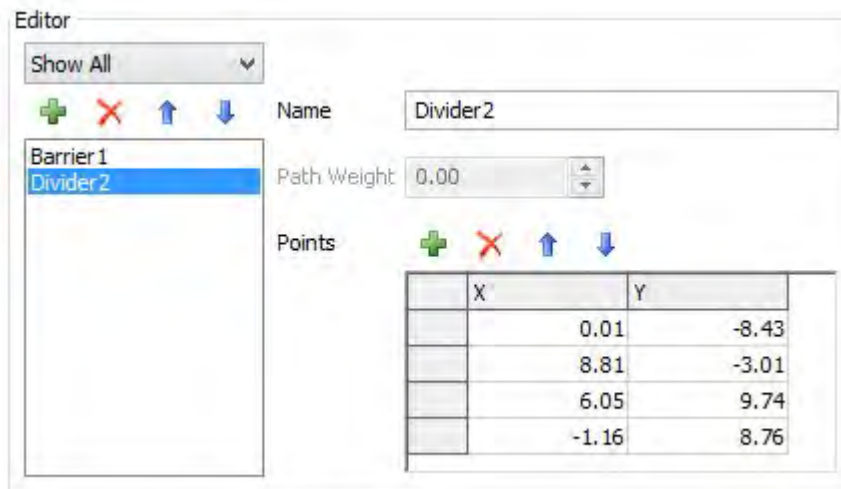 Editor
Show All
Name
Divider2
Barrier1
Divider2
Path Weight
0.00
Points
X Y
0.01 -8.43
8.81 -3.01
6.05 9.74
-1.16 8.76